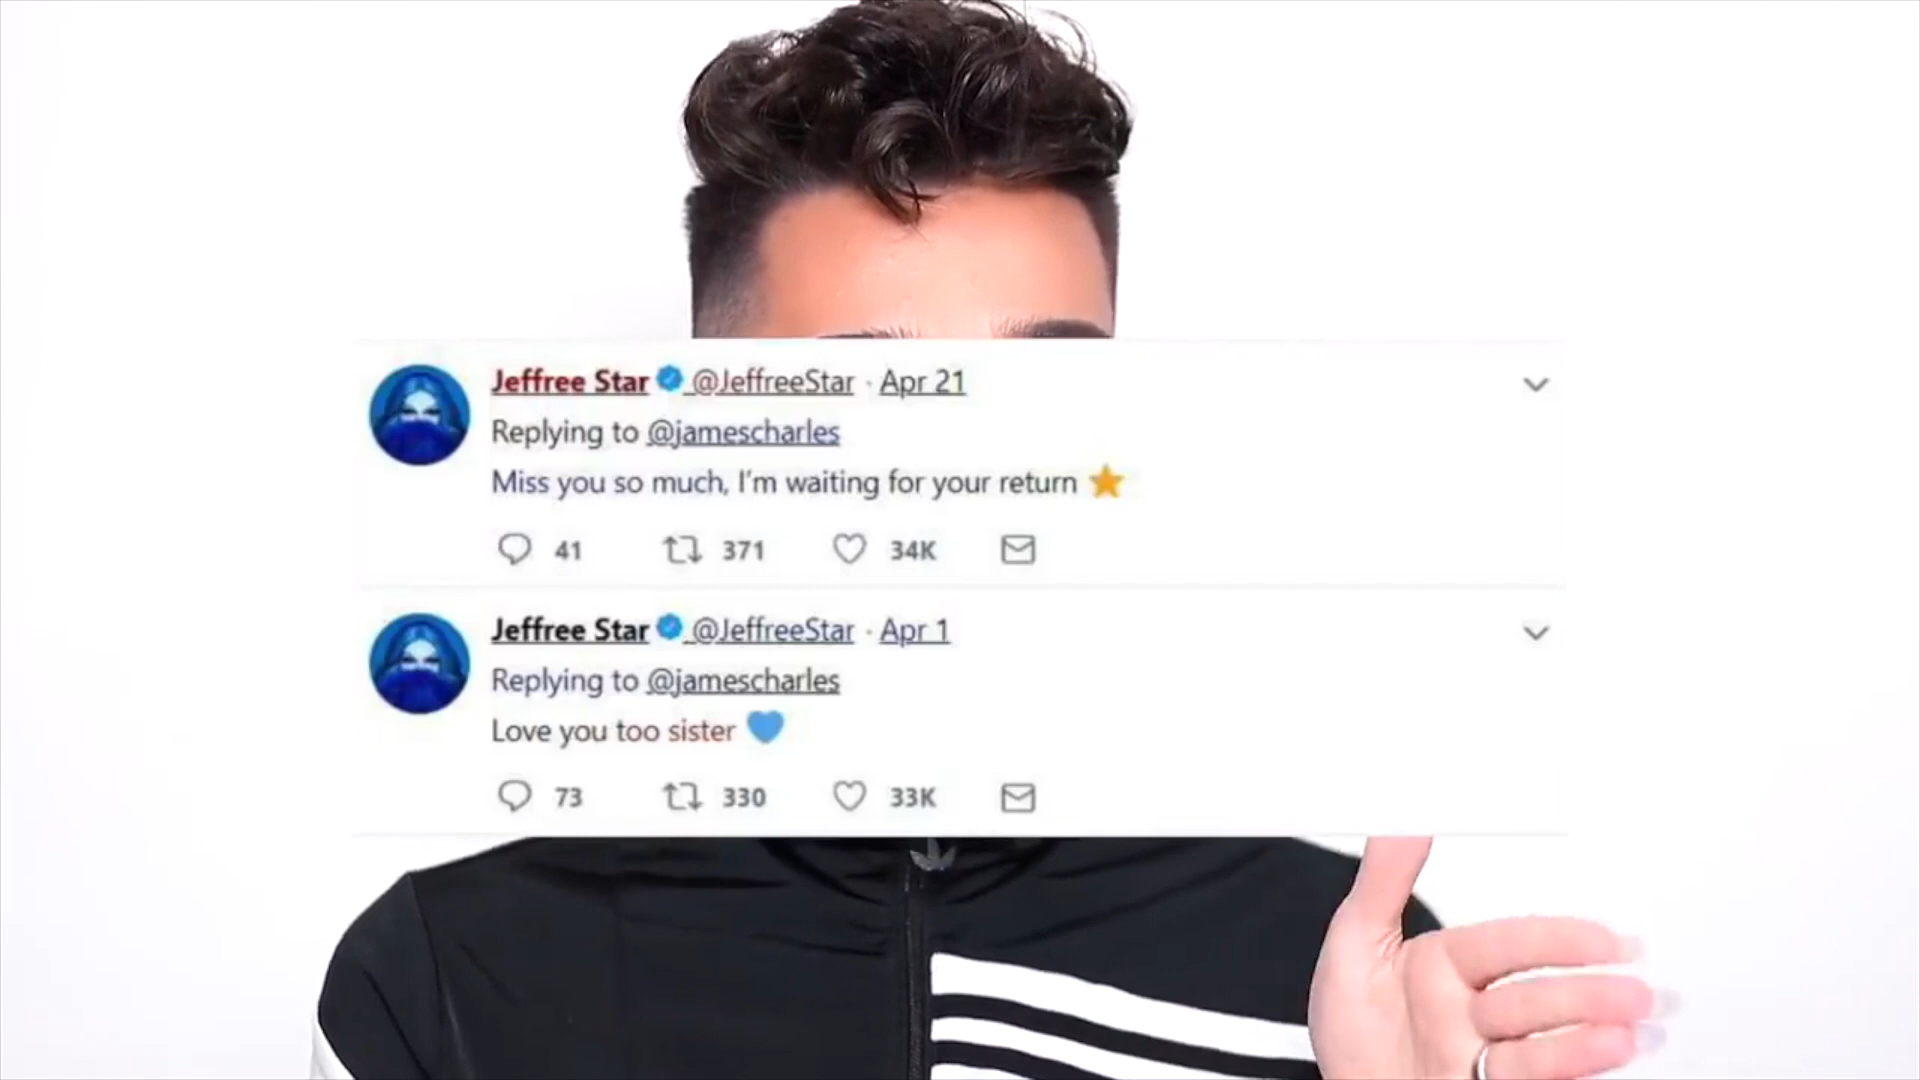 Jeffree Star @JeffreeStar · Apr 21
Replying to @jamescharles
Miss you so much, I'm waiting for your return ⭐
41 371 34K
Jeffree Star @JeffreeStar · Apr 1
Replying to @jamescharles
Love you too sister 💙
73 330 33K